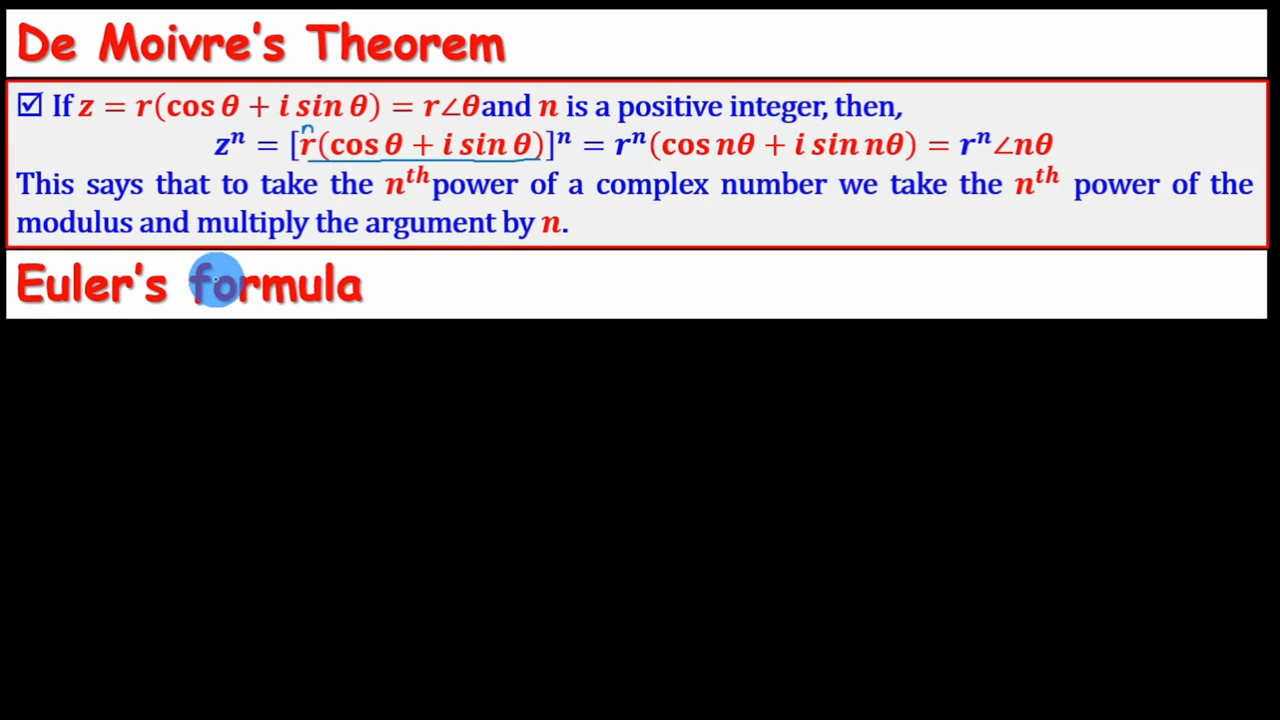 De Moivre's Theorem
☑ If z = r(cos θ + i sin θ) = r∠θ and n is a positive integer, then,
n
zⁿ = [r(cos θ + i sin θ)]ⁿ = rⁿ(cos nθ + i sin nθ) = rⁿ∠nθ
This says that to take the nᵗʰ power of a complex number we take the nᵗʰ power of the
modulus and multiply the argument by n.
Euler's formula